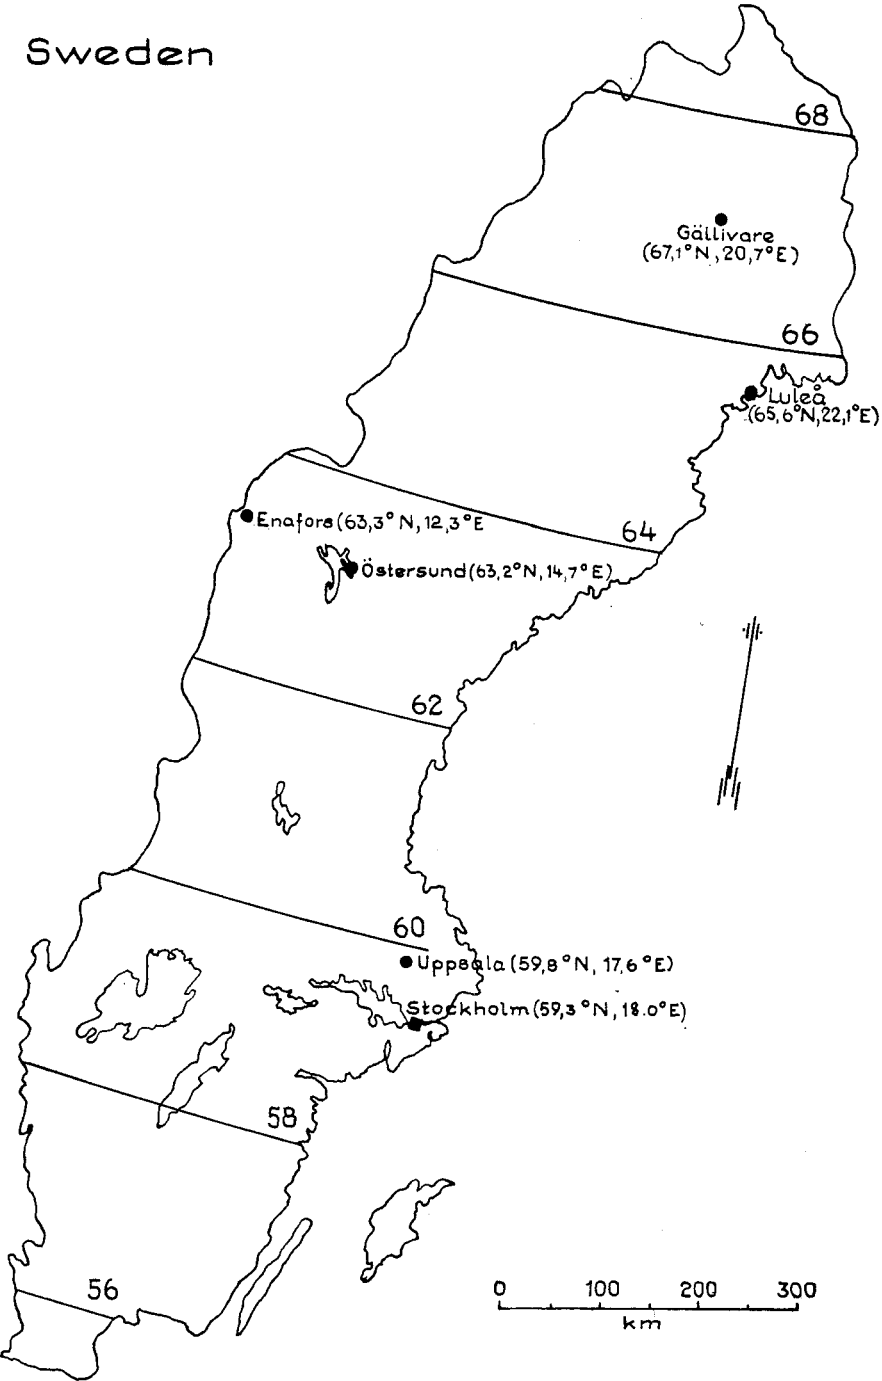 Sweden
68
Gällivare
(67,1°N, 20,7°E)
66
Luleå
(65,6°N, 22,1°E)
64
Enafors (63,3°N, 12,3°E
Östersund (63,2°N, 14,7°E)
62
60
Uppsala (59,8°N, 17,6°E)
Stockholm (59,3°N, 18.0°E)
58
56
0 100 200 300
km